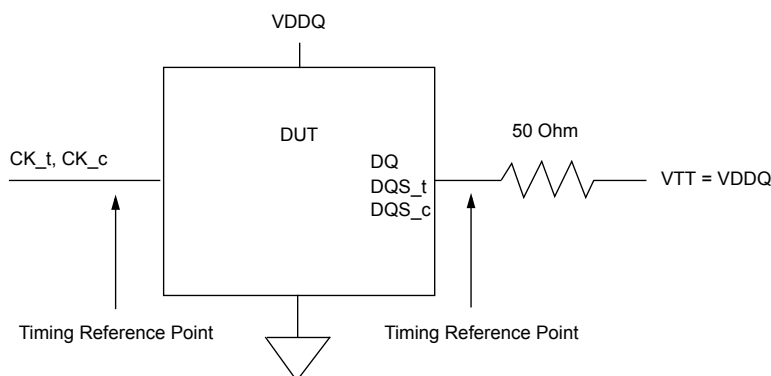 VDDQ
DUT
50 Ohm
CK_t, CK_c
DQ
DQS_t
DQS_c
VTT = VDDQ
Timing Reference Point
Timing Reference Point